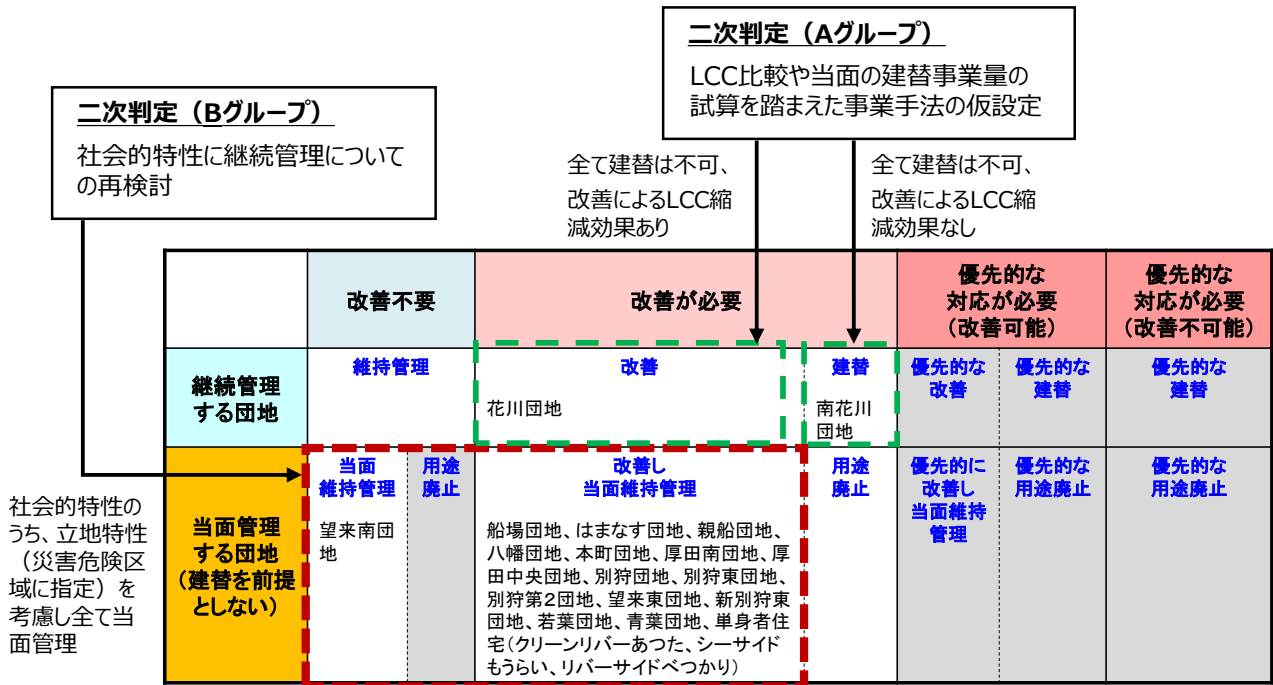 二次判定（Aグループ）
LCC比較や当面の建替事業量の
試算を踏まえた事業手法の仮設定
二次判定（Bグループ）
社会的特性に継続管理について
の再検討
全て建替は不可、
改善によるLCC縮
減効果あり
全て建替は不可、
改善によるLCC縮
減効果なし
改善不要
改善が必要
優先的な
対応が必要
（改善可能）
優先的な
対応が必要
（改善不可能）
継続管理
する団地
維持管理
改善
花川団地
建替
南花川
団地
優先的な
改善
優先的な
建替
優先的な
建替
社会的特性の
うち、立地特性
（災害危険区
域に指定）を
考慮し全て当
面管理
当面管理
する団地
（建替を前提
としない）
当面
維持管理
望来南団
地
用途
廃止
改善し
当面維持管理
船場団地、はまなす団地、親船団地、
八幡団地、本町団地、厚田南団地、厚
田中央団地、別狩団地、別狩東団地、
別狩第２団地、望来東団地、新別狩東
団地、若葉団地、青葉団地、単身者住
宅（クリーンリバーあつた、シーサイド
もうらい、リバーサイドべつかり）
用途
廃止
優先的に
改善し
当面維持
管理
優先的な
用途廃止
優先的な
用途廃止